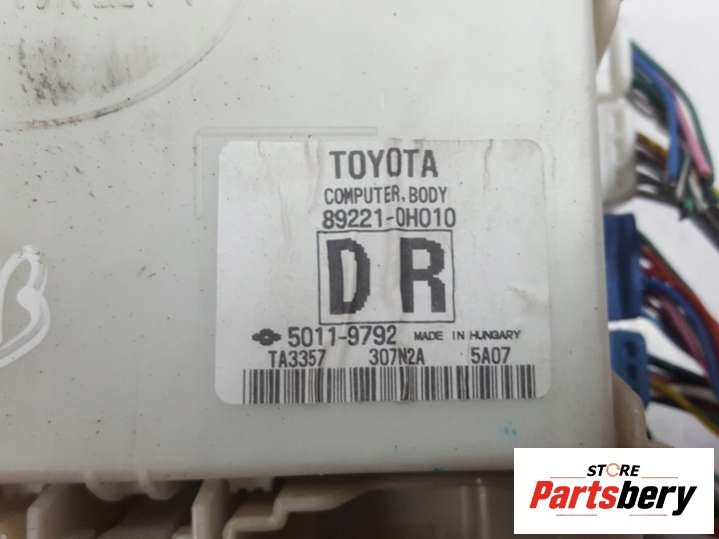 TOYOTA
COMPUTER, BODY
89221-0H010
DR
5011-9792 MADE IN HUNGARY
TA3357 307N2A 5A07
STORE
Partsbery